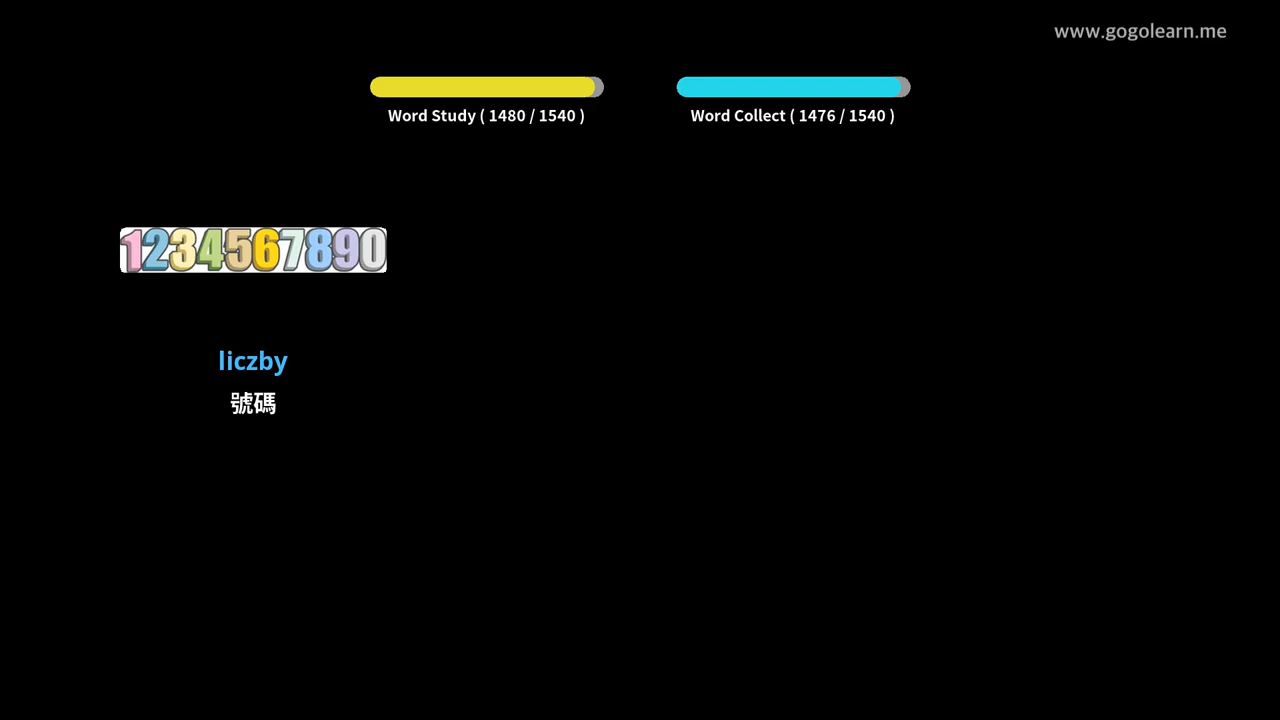 www.gogolearn.me
Word Study ( 1480 / 1540 )
Word Collect ( 1476 / 1540 )
1234567890
liczby
號碼